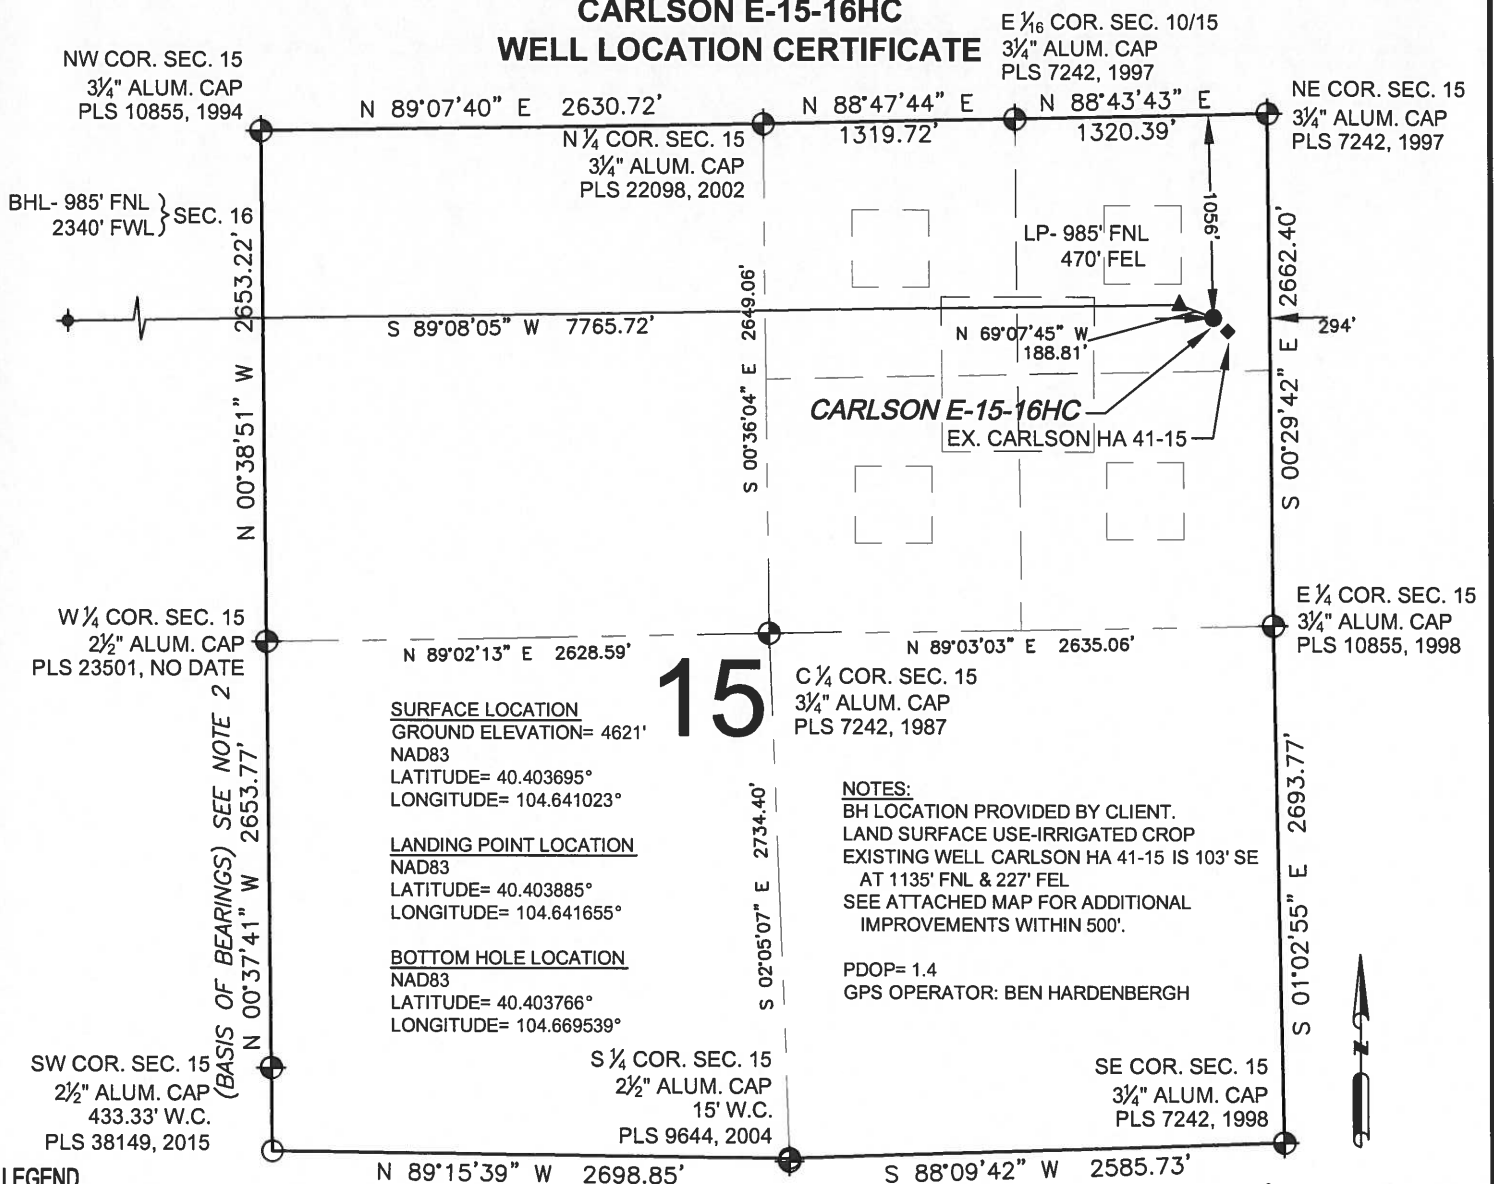 CARLSON E-15-16HC
WELL LOCATION CERTIFICATE
E 1/16 COR. SEC. 10/15
3¼" ALUM. CAP
PLS 7242, 1997
NW COR. SEC. 15
3¼" ALUM. CAP
PLS 10855, 1994
N 89°07'40" E 2630.72'
N 88°47'44" E
1319.72'
N 88°43'43" E
1320.39'
NE COR. SEC. 15
3¼" ALUM. CAP
PLS 7242, 1997
N ¼ COR. SEC. 15
3¼" ALUM. CAP
PLS 22098, 2002
BHL- 985' FNL
2340' FWL
SEC. 16
N 00°38'51" W 2653.22'
S 00°36'04" E 2649.06'
LP- 985' FNL
470' FEL
1056'
S 00°29'42" E 2662.40'
S 89°08'05" W 7765.72'
N 69°07'45" W
188.81'
294'
CARLSON E-15-16HC
EX. CARLSON HA 41-15
W ¼ COR. SEC. 15
2½" ALUM. CAP
PLS 23501, NO DATE
N 89°02'13" E 2628.59'
N 89°03'03" E 2635.06'
E ¼ COR. SEC. 15
3¼" ALUM. CAP
PLS 10855, 1998
15
C ¼ COR. SEC. 15
3¼" ALUM. CAP
PLS 7242, 1987
(BASIS OF BEARINGS) SEE NOTE 2
N 00°37'41" W 2653.77'
SURFACE LOCATION
GROUND ELEVATION= 4621'
NAD83
LATITUDE= 40.403695°
LONGITUDE= 104.641023°
LANDING POINT LOCATION
NAD83
LATITUDE= 40.403885°
LONGITUDE= 104.641655°
BOTTOM HOLE LOCATION
NAD83
LATITUDE= 40.403766°
LONGITUDE= 104.669539°
S 02°05'07" E 2734.40'
NOTES:
BH LOCATION PROVIDED BY CLIENT.
LAND SURFACE USE-IRRIGATED CROP
EXISTING WELL CARLSON HA 41-15 IS 103' SE
AT 1135' FNL & 227' FEL
SEE ATTACHED MAP FOR ADDITIONAL
IMPROVEMENTS WITHIN 500'.
PDOP= 1.4
GPS OPERATOR: BEN HARDENBERGH
S 01°02'55" E 2693.77'
N
SW COR. SEC. 15
2½" ALUM. CAP
433.33' W.C.
PLS 38149, 2015
S ¼ COR. SEC. 15
2½" ALUM. CAP
15' W.C.
PLS 9644, 2004
SE COR. SEC. 15
3¼" ALUM. CAP
PLS 7242, 1998
N 89°15'39" W 2698.85'
S 88°09'42" W 2585.73'
LEGEND